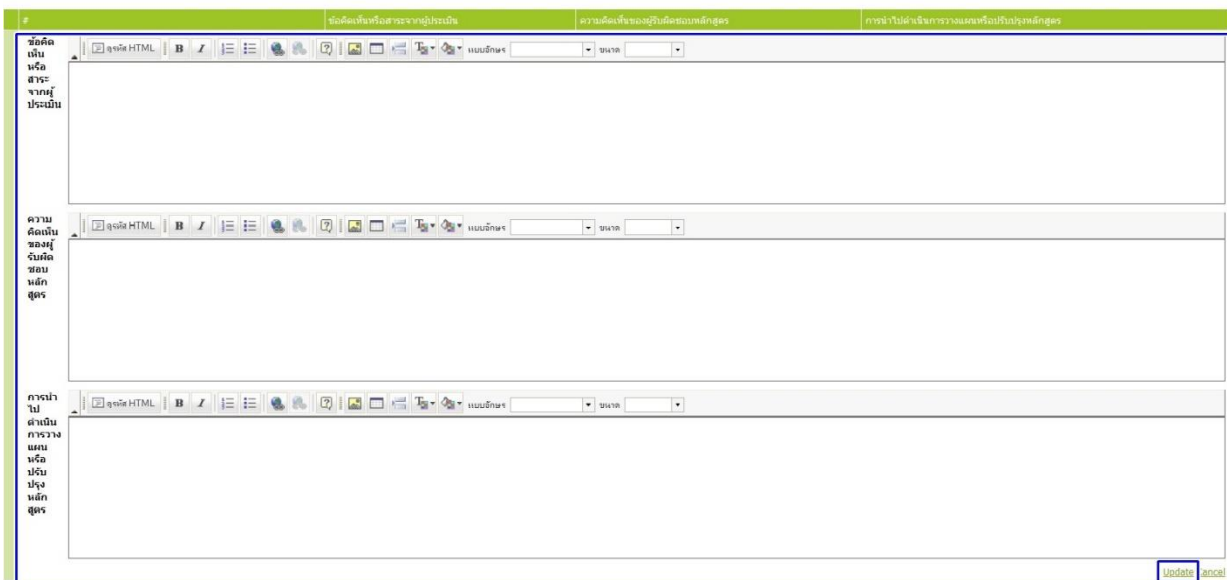 # ข้อคิดเห็นหรือสาระจากผู้ประเมิน ความคิดเห็นของผู้รับผิดชอบหลักสูตร การนำไปดำเนินการวางแผนหรือปรับปรุงหลักสูตร
ข้อคิด
เห็น
หรือ
สาระ
จากผู้
ประเมิน
ดูรหัส HTML B I แบบอักษร ขนาด
ความ
คิดเห็น
ของผู้
รับผิด
ชอบ
หลัก
สูตร
ดูรหัส HTML B I แบบอักษร ขนาด
การนำ
ไป
ดำเนิน
การวาง
แผน
หรือ
ปรับ
ปรุง
หลัก
สูตร
ดูรหัส HTML B I แบบอักษร ขนาด
Update Cancel